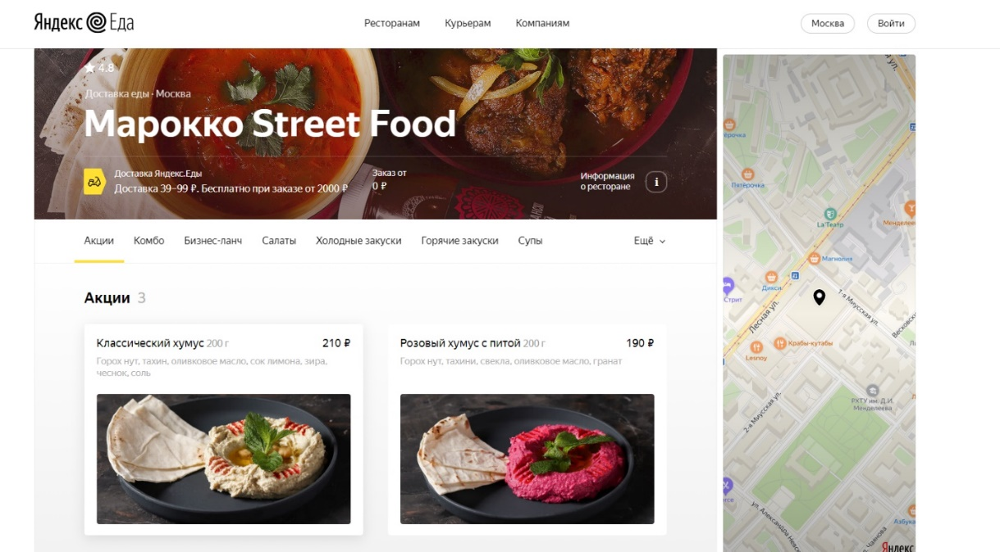 Яндекс Еда
Ресторанам Курьерам Компаниям
Москва Войти
4.8
Доставка еды · Москва
Марокко Street Food
Доставка Яндекс.Еды
Доставка 39–99 ₽. Бесплатно при заказе от 2000 ₽
Заказ от
0 ₽
Информация
о ресторане
i
Акции Комбо Бизнес-ланч Салаты Холодные закуски Горячие закуски Супы Ещё
Акции 3
Классический хумус 200 г 210 ₽
Горох нут, тахин, оливковое масло, сок лимона, зира,
чеснок, соль
Розовый хумус с питой 200 г 190 ₽
Горох нут, тахини, свекла, оливковое масло, гранат
ул.
ерочка
Пятёрочка
La'Театр
Менделеев
Магнолия
21
Дикси
Стрит
1-я Миусская ул.
Лесная ул.
Крабы-кутабы
Lesnoy
РХТУ им. Д.И.
Менделеева
2-я Миусская ул.
ул. Александра Невс
ул. Чаянова
Азбука
Яндекс